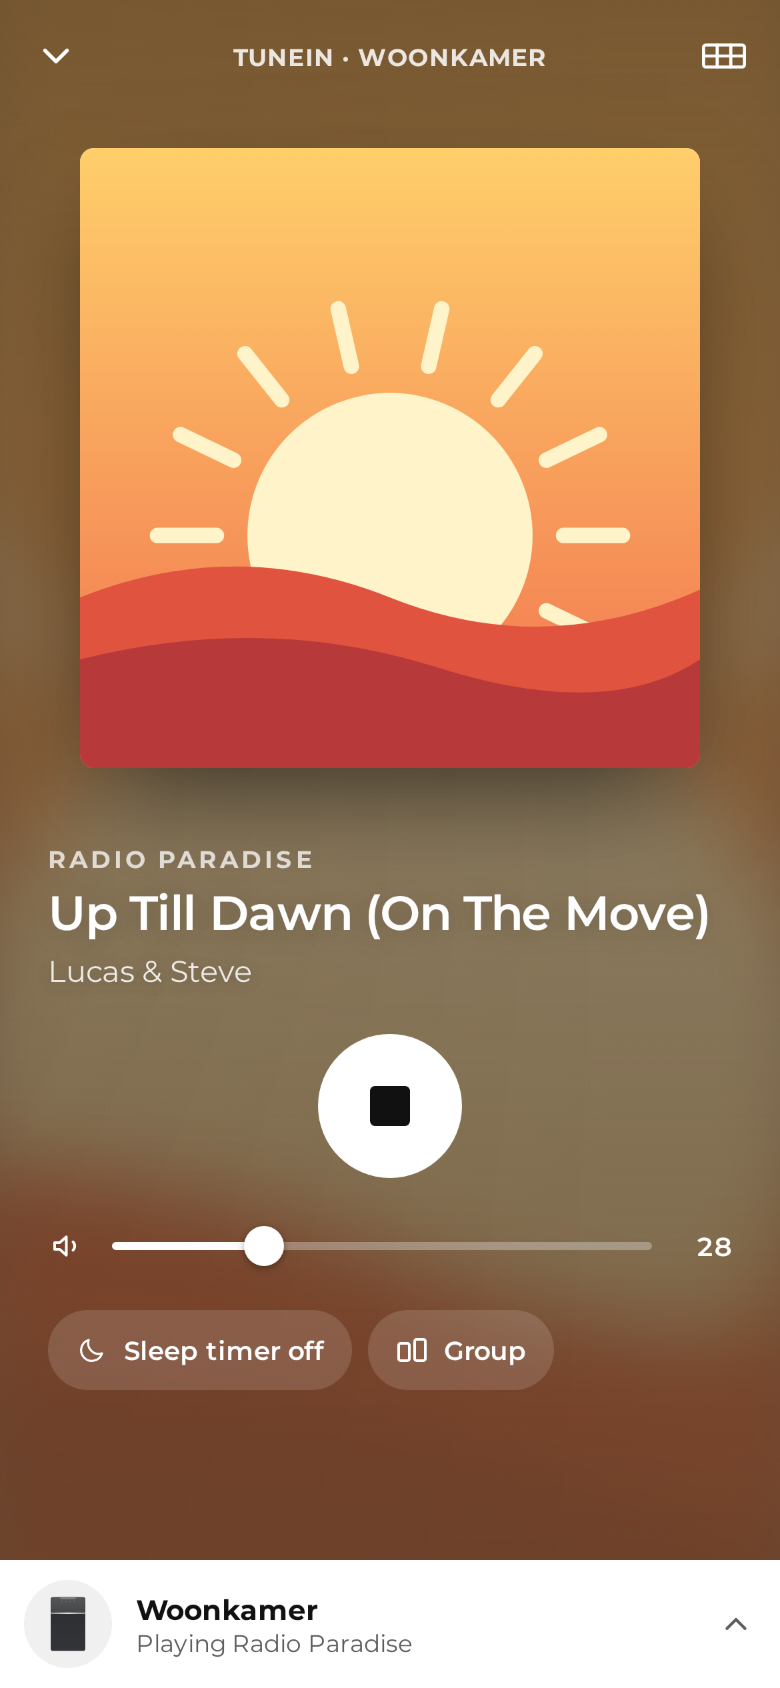 TUNEIN · WOONKAMER
RADIO PARADISE
Up Till Dawn (On The Move)
Lucas & Steve
28
Sleep timer off
Group
Woonkamer
Playing Radio Paradise